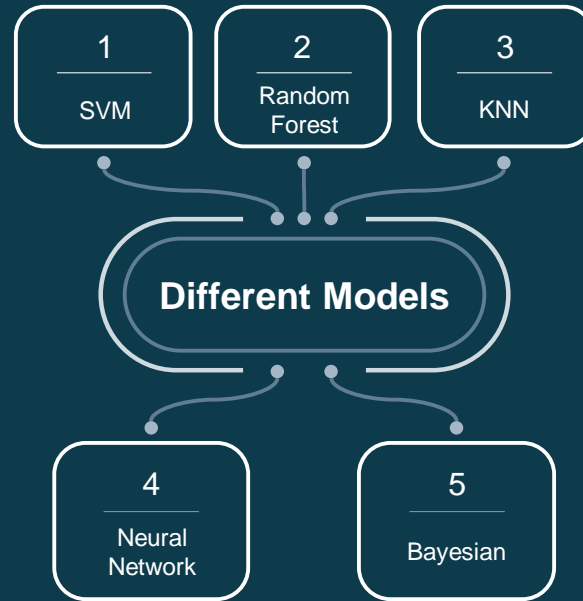 1
SVM
2
Random
Forest
3
KNN
Different Models
4
Neural
Network
5
Bayesian